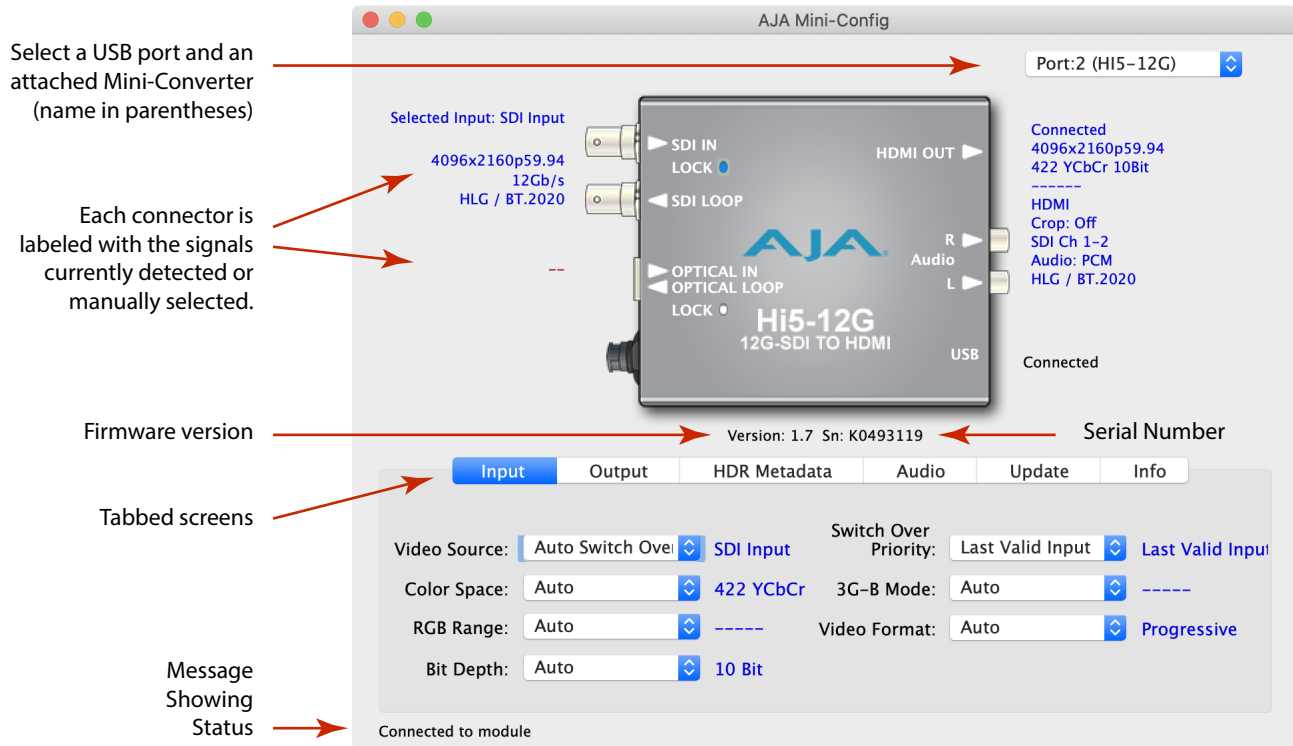 AJA Mini-Config
Select a USB port and an
attached Mini-Converter
(name in parentheses)
Port:2 (HI5-12G)
Selected Input: SDI Input
4096x2160p59.94
12Gb/s
HLG / BT.2020
--
Each connector is
labeled with the signals
currently detected or
manually selected.
SDI IN
LOCK
SDI LOOP
HDMI OUT
AJA
R
Audio
L
OPTICAL IN
OPTICAL LOOP
LOCK
Hi5-12G
12G-SDI TO HDMI
USB
Connected
4096x2160p59.94
422 YCbCr 10Bit
------
HDMI
Crop: Off
SDI Ch 1-2
Audio: PCM
HLG / BT.2020
Connected
Firmware version
Version: 1.7 Sn: K0493119
Serial Number
Tabbed screens
Input Output HDR Metadata Audio Update Info
Video Source: Auto Switch Over SDI Input
Switch Over
Priority: Last Valid Input Last Valid Input
Color Space: Auto 422 YCbCr 3G-B Mode: Auto -----
RGB Range: Auto ----- Video Format: Auto Progressive
Bit Depth: Auto 10 Bit
Message
Showing
Status
Connected to module